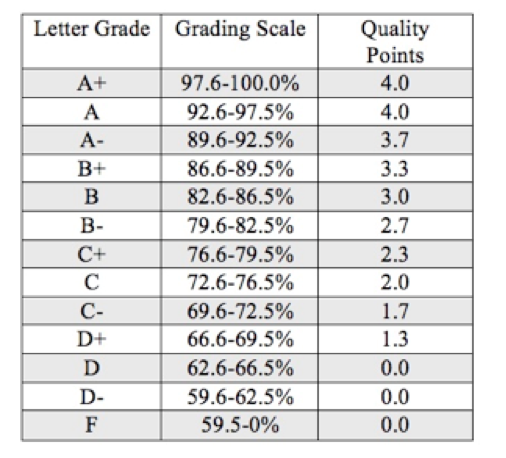 Letter Grade Grading Scale Quality
Points
A+ 97.6-100.0% 4.0
A 92.6-97.5% 4.0
A- 89.6-92.5% 3.7
B+ 86.6-89.5% 3.3
B 82.6-86.5% 3.0
B- 79.6-82.5% 2.7
C+ 76.6-79.5% 2.3
C 72.6-76.5% 2.0
C- 69.6-72.5% 1.7
D+ 66.6-69.5% 1.3
D 62.6-66.5% 0.0
D- 59.6-62.5% 0.0
F 59.5-0% 0.0